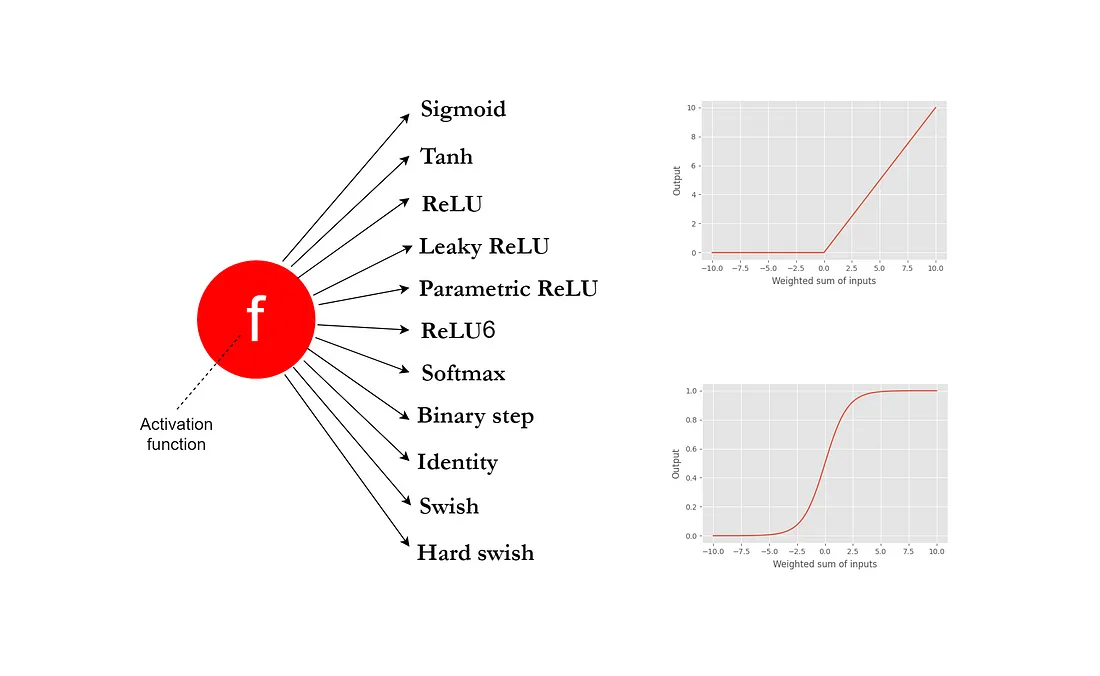 Sigmoid
Tanh
ReLU
Leaky ReLU
Parametric ReLU
ReLU6
Softmax
Binary step
Identity
Swish
Hard swish
f
Activation
function
10
8
6
4
2
0
Output
−10.0 −7.5 −5.0 −2.5 0.0 2.5 5.0 7.5 10.0
Weighted sum of inputs
1.0
0.8
0.6
0.4
0.2
0.0
Output
−10.0 −7.5 −5.0 −2.5 0.0 2.5 5.0 7.5 10.0
Weighted sum of inputs